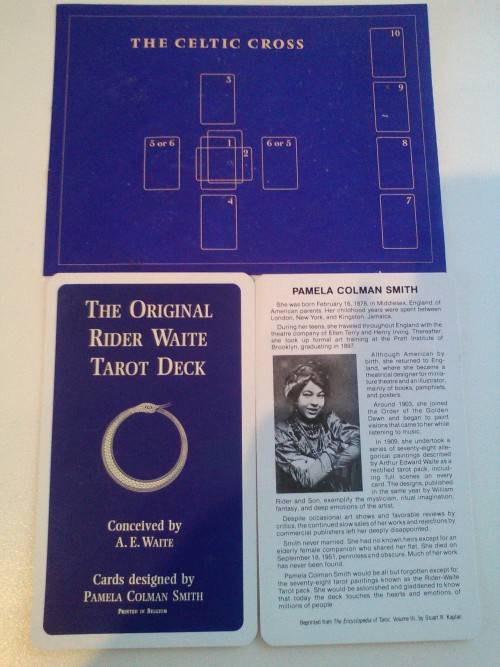 THE CELTIC CROSS
10
3
9
5 or 6
1
2
6 or 5
8
4
7
THE ORIGINAL
RIDER WAITE
TAROT DECK
Conceived by
A. E. WAITE
Cards designed by
PAMELA COLMAN SMITH
PRINTED IN BELGIUM
PAMELA COLMAN SMITH
She was born February 16, 1878, in Middlesex, England of
American parents. Her childhood years were spent between
London, New York, and Kingston, Jamaica.
During her teens, she traveled throughout England with the
theatre company of Ellen Terry and Henry Irving. Thereafter,
she took up formal art training at the Pratt Institute of
Brooklyn, graduating in 1897.
Although American by
birth, she returned to Eng-
land, where she became a
theatrical designer for minia-
ture theatre and an illustrator,
mainly of books, pamphlets,
and posters.
Around 1903, she joined
the Order of the Golden
Dawn and began to paint
visions that came to her while
listening to music.
In 1909, she undertook a
series of seventy-eight alle-
gorical paintings described
by Arthur Edward Waite as a
rectified tarot pack, includ-
ing full scenes on every
card. The designs, published
in the same year by William
Rider and Son, exemplify the mysticism, ritual imagination,
fantasy, and deep emotions of the artist.
Despite occasional art shows and favorable reviews by
critics, the continued slow sales of her works and rejections by
commercial publishers left her deeply disappointed.
Smith never married. She had no known heirs except for an
elderly female companion who shared her flat. She died on
September 18, 1951, penniless and obscure. Much of her work
has never been found.
Pamela Colman Smith would be all but forgotten except for
the seventy-eight tarot paintings known as the Rider-Waite
Tarot pack. She would be astonished and gladdened to know
that today the deck touches the hearts and emotions of
millions of people.
Reprinted from The Encyclopedia of Tarot, Volume III, by Stuart R. Kaplan.